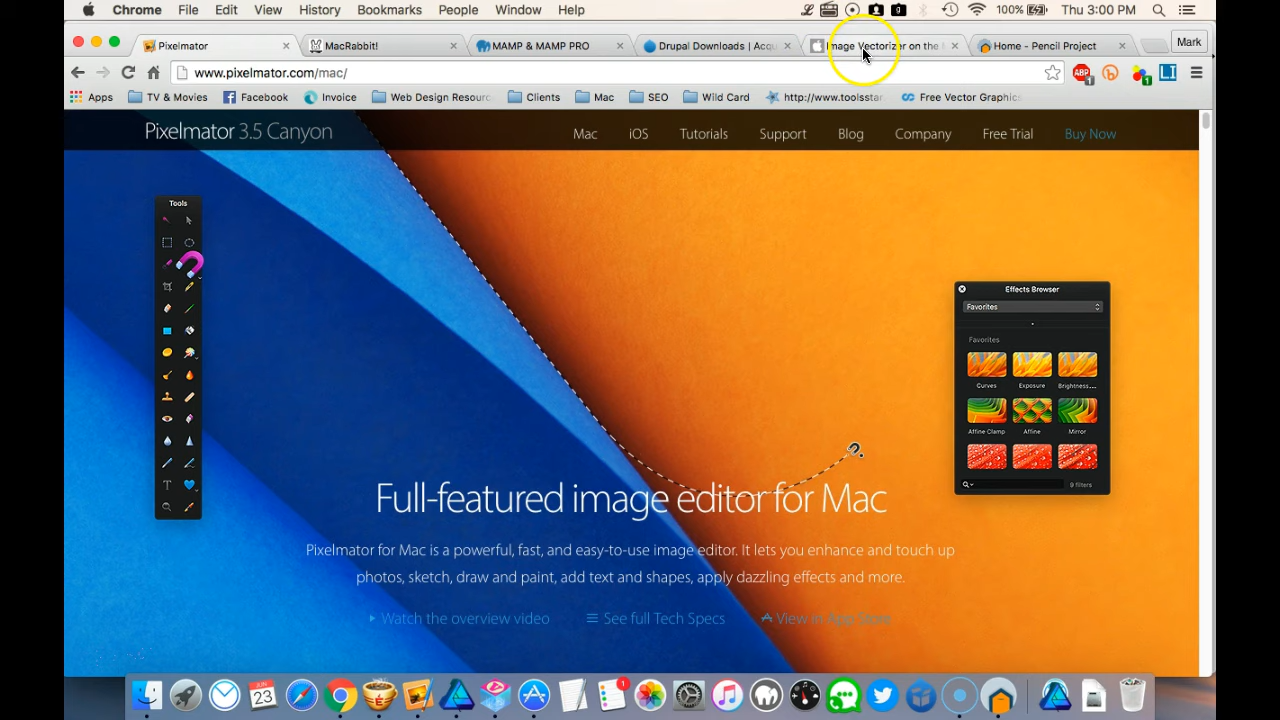 Chrome File Edit View History Bookmarks People Window Help 100% Thu 3:00 PM
Pixelmator MacRabbit! MAMP & MAMP PRO Drupal Downloads | Acqu Image Vectorizer on the Home - Pencil Project Mark
www.pixelmator.com/mac/
Apps TV & Movies Facebook Invoice Web Design Resourc Clients Mac SEO Wild Card http://www.toolssta Free Vector Graphics
Pixelmator 3.5 Canyon Mac iOS Tutorials Support Blog Company Free Trial Buy Now
Tools
Effects Browser
Favorites
Favorites
Curves Exposure Brightness...
Affine Clamp Affine Mirror
9 filters
Full-featured image editor for Mac
Pixelmator for Mac is a powerful, fast, and easy-to-use image editor. It lets you enhance and touch up
photos, sketch, draw and paint, add text and shapes, apply dazzling effects and more.
Watch the overview video See full Tech Specs View in App Store
JUN
23
1